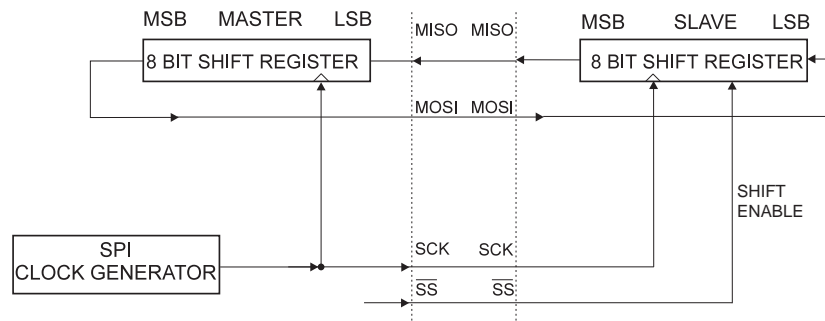 MSB MASTER LSB
MISO MISO
MSB SLAVE LSB
8 BIT SHIFT REGISTER
8 BIT SHIFT REGISTER
MOSI MOSI
SHIFT
ENABLE
SPI
CLOCK GENERATOR
SCK SCK
SS SS